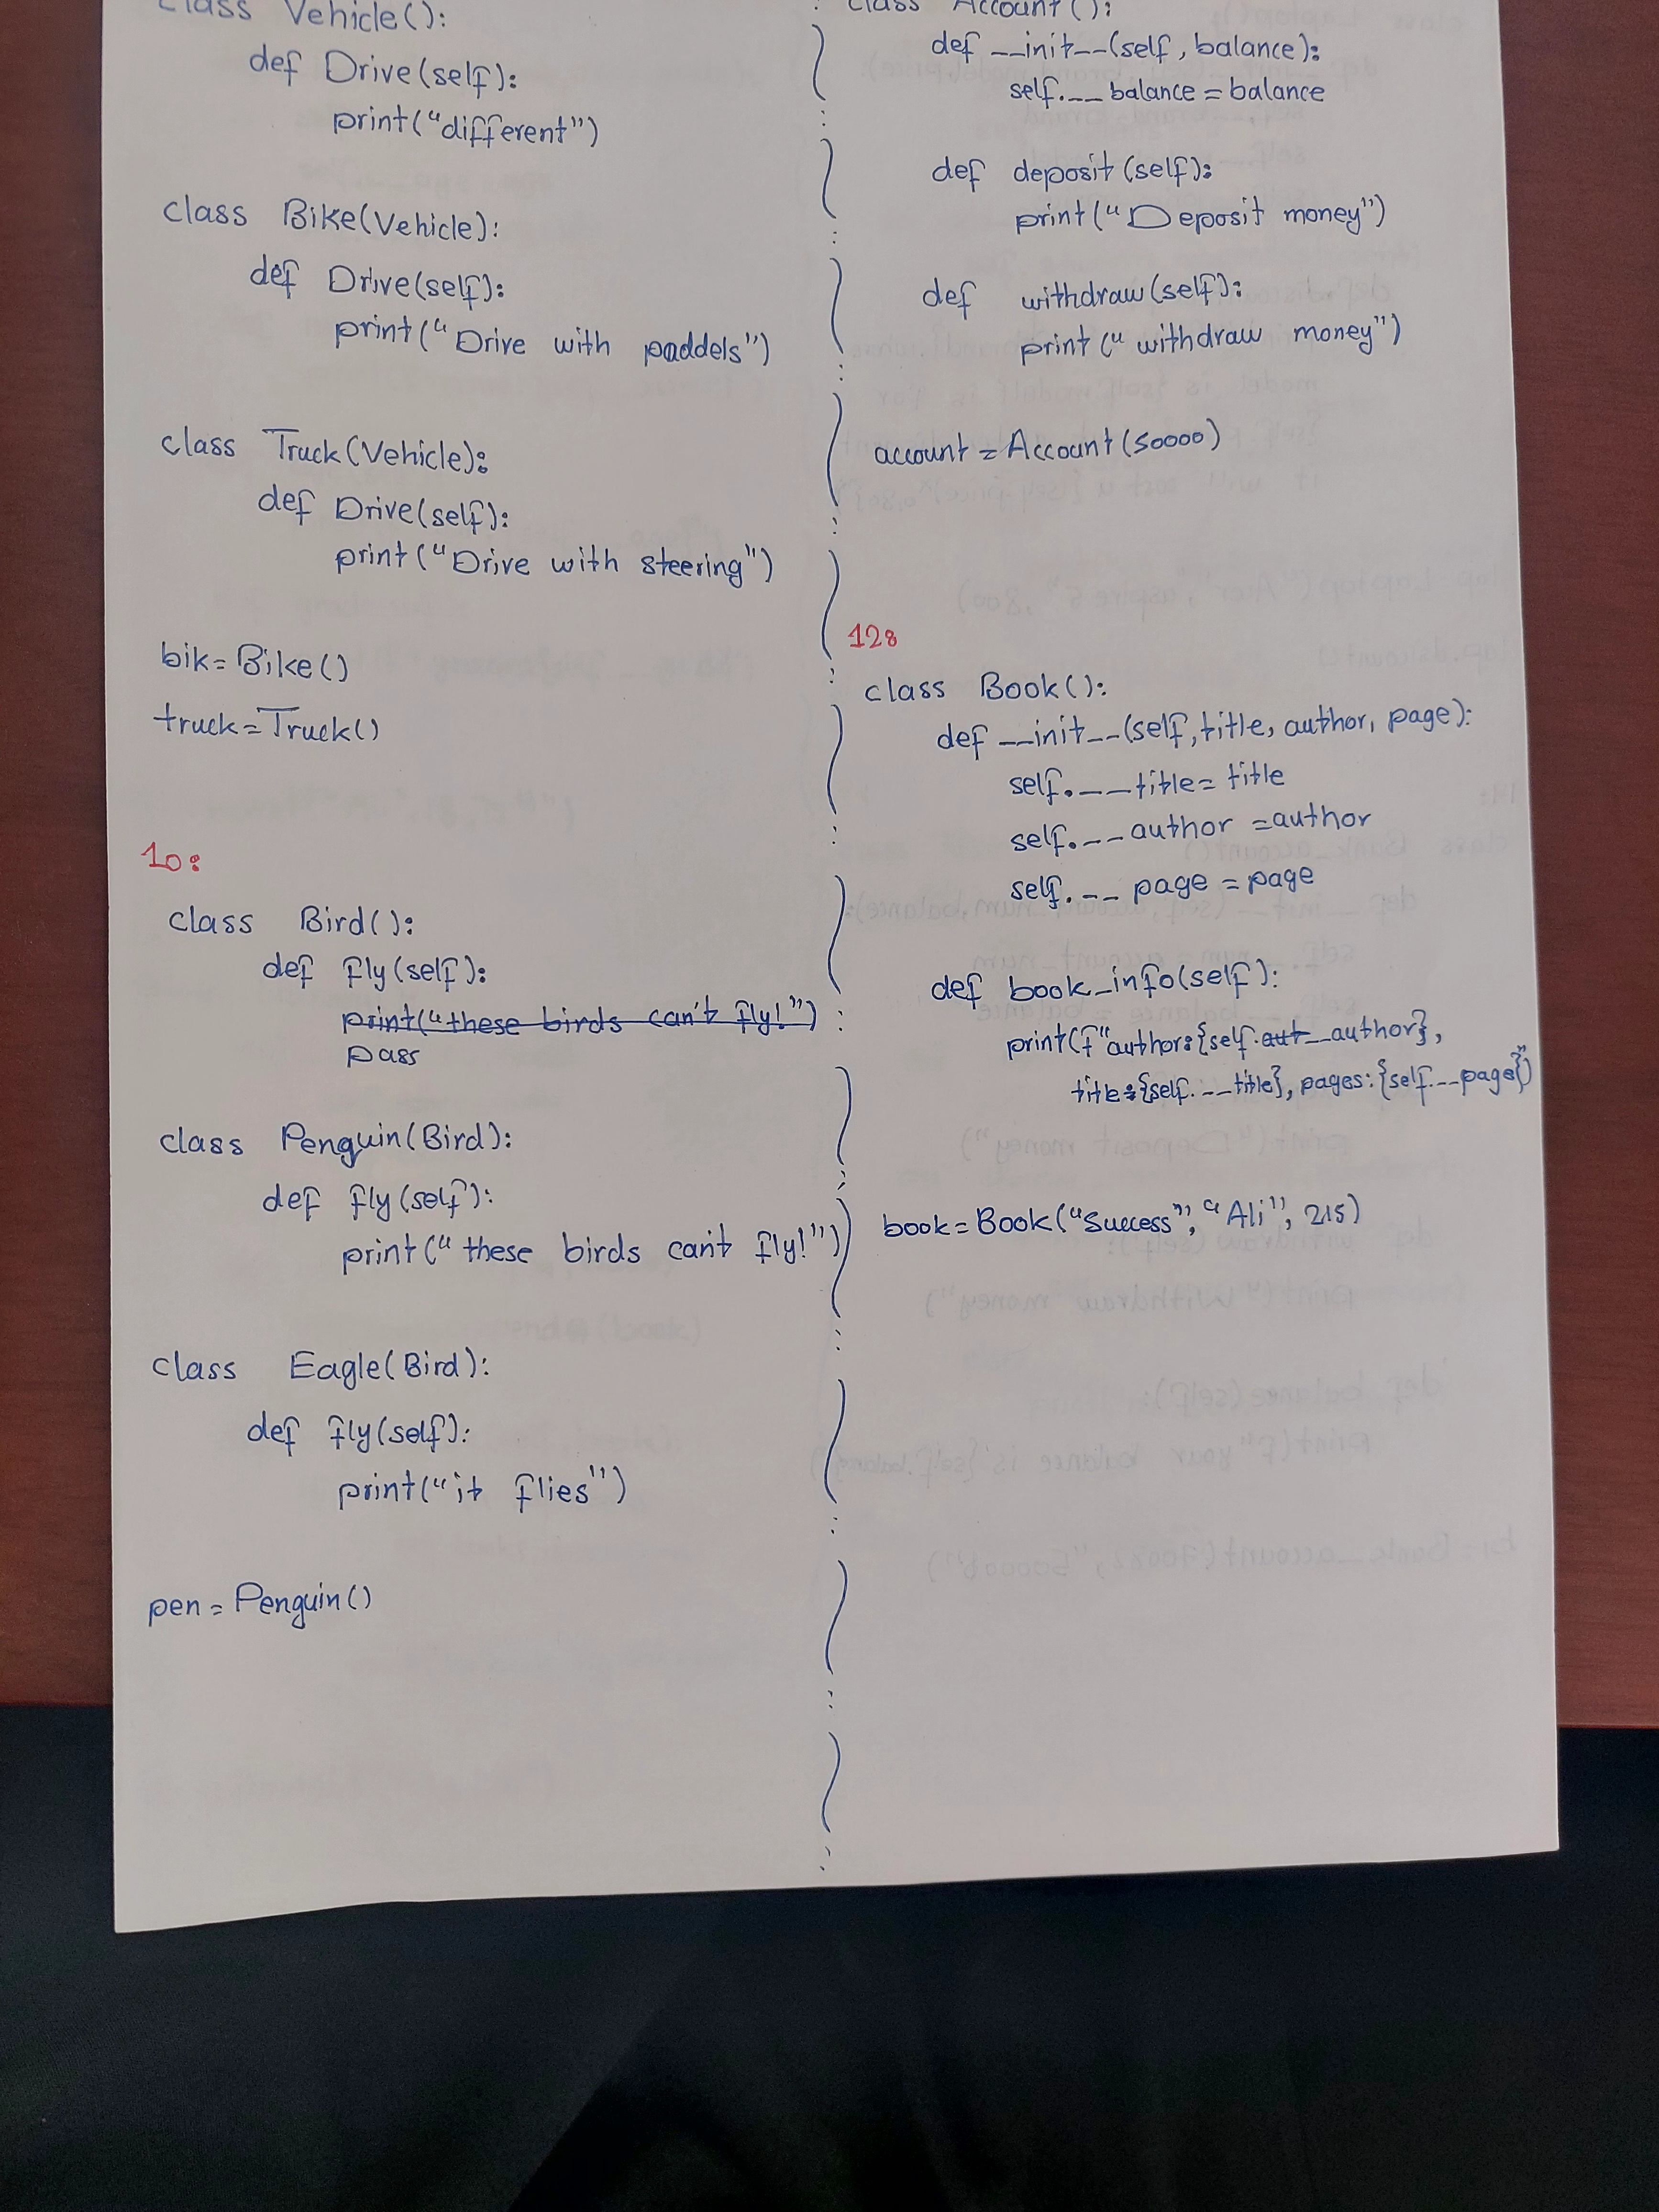 class Vehicle():
def Drive(self):
print("different")
class Bike(Vehicle):
def Drive(self):
print("Drive with paddels")
class Truck(Vehicle):
def Drive(self):
print("Drive with steering")
bik=Bike()
truck=Truck()
10:
class Bird():
def fly(self):
print("these birds can't fly!")
pass
class Penguin(Bird):
def fly(self):
print("these birds can't fly!")
class Eagle(Bird):
def fly(self):
print("it flies")
pen=Penguin()
class Account():
def __init__(self, balance):
self.__balance = balance
def deposit(self):
print("Deposit money")
def withdraw(self):
print("withdraw money")
account = Account(50000)
12:
class Book():
def __init__(self, title, author, page):
self.__title= title
self.__author =author
self.__page = page
def book_info(self):
print(f"author:{self.aut__author},
title:{self.__title}, pages:{self.__page}")
book=Book("Success", "Ali", 215)